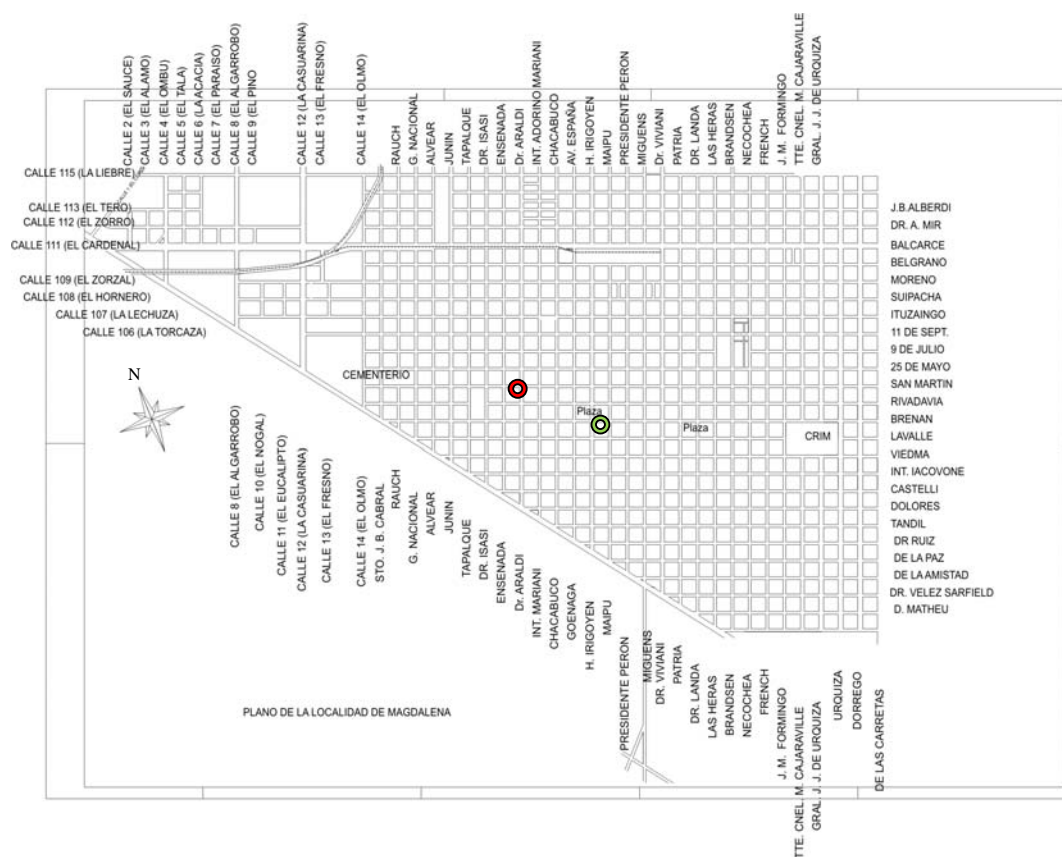 CALLE 2 (EL SAUCE)
CALLE 3 (EL ALAMO)
CALLE 4 (EL OMBU)
CALLE 5 (EL TALA)
CALLE 6 (LA ACACIA)
CALLE 7 (EL PARAISO)
CALLE 8 (EL ALGARROBO)
CALLE 9 (EL PINO
CALLE 12 (LA CASUARINA)
CALLE 13 (EL FRESNO)
CALLE 14 (EL OLMO)
RAUCH
G. NACIONAL
ALVEAR
JUNIN
TAPALQUE
DR. ISASI
ENSENADA
Dr. ARALDI
INT. ADORINO MARIANI
CHACABUCO
AV. ESPAÑA
H. IRIGOYEN
MAIPU
PRESIDENTE PERON
MIGUENS
Dr. VIVIANI
PATRIA
DR. LANDA
LAS HERAS
BRANDSEN
NECOCHEA
FRENCH
J. M. FORMINGO
TTE. CNEL. M. CAJARAVILLE
GRAL. J. J. DE URQUIZA
CALLE 115 (LA LIEBRE)
CALLE 113 (EL TERO)
CALLE 112 (EL ZORRO)
CALLE 111 (EL CARDENAL)
CALLE 109 (EL ZORZAL)
CALLE 108 (EL HORNERO)
CALLE 107 (LA LECHUZA)
CALLE 106 (LA TORCAZA)
J.B.ALBERDI
DR. A. MIR
BALCARCE
BELGRANO
MORENO
SUIPACHA
ITUZAINGO
11 DE SEPT.
9 DE JULIO
25 DE MAYO
SAN MARTIN
RIVADAVIA
BRENAN
LAVALLE
VIEDMA
INT. IACOVONE
CASTELLI
DOLORES
TANDIL
DR RUIZ
DE LA PAZ
DE LA AMISTAD
DR. VELEZ SARFIELD
D. MATHEU
CEMENTERIO
N
Plaza
Plaza
CRIM
CALLE 8 (EL ALGARROBO)
CALLE 10 (EL NOGAL)
CALLE 11 (EL EUCALIPTO)
CALLE 12 (LA CASUARINA)
CALLE 13 (EL FRESNO)
CALLE 14 (EL OLMO)
STO. J. B. CABRAL
RAUCH
G. NACIONAL
ALVEAR
JUNIN
TAPALQUE
DR. ISASI
ENSENADA
Dr. ARALDI
INT. MARIANI
CHACABUCO
GOENAGA
H. IRIGOYEN
MAIPU
PRESIDENTE PERON
MIGUENS
DR. VIVIANI
PATRIA
DR. LANDA
LAS HERAS
BRANDSEN
NECOCHEA
FRENCH
J. M. FORMINGO
TTE. CNEL. M. CAJARAVILLE
GRAL. J. J. DE URQUIZA
URQUIZA
DORREGO
DE LAS CARRETAS
PLANO DE LA LOCALIDAD DE MAGDALENA